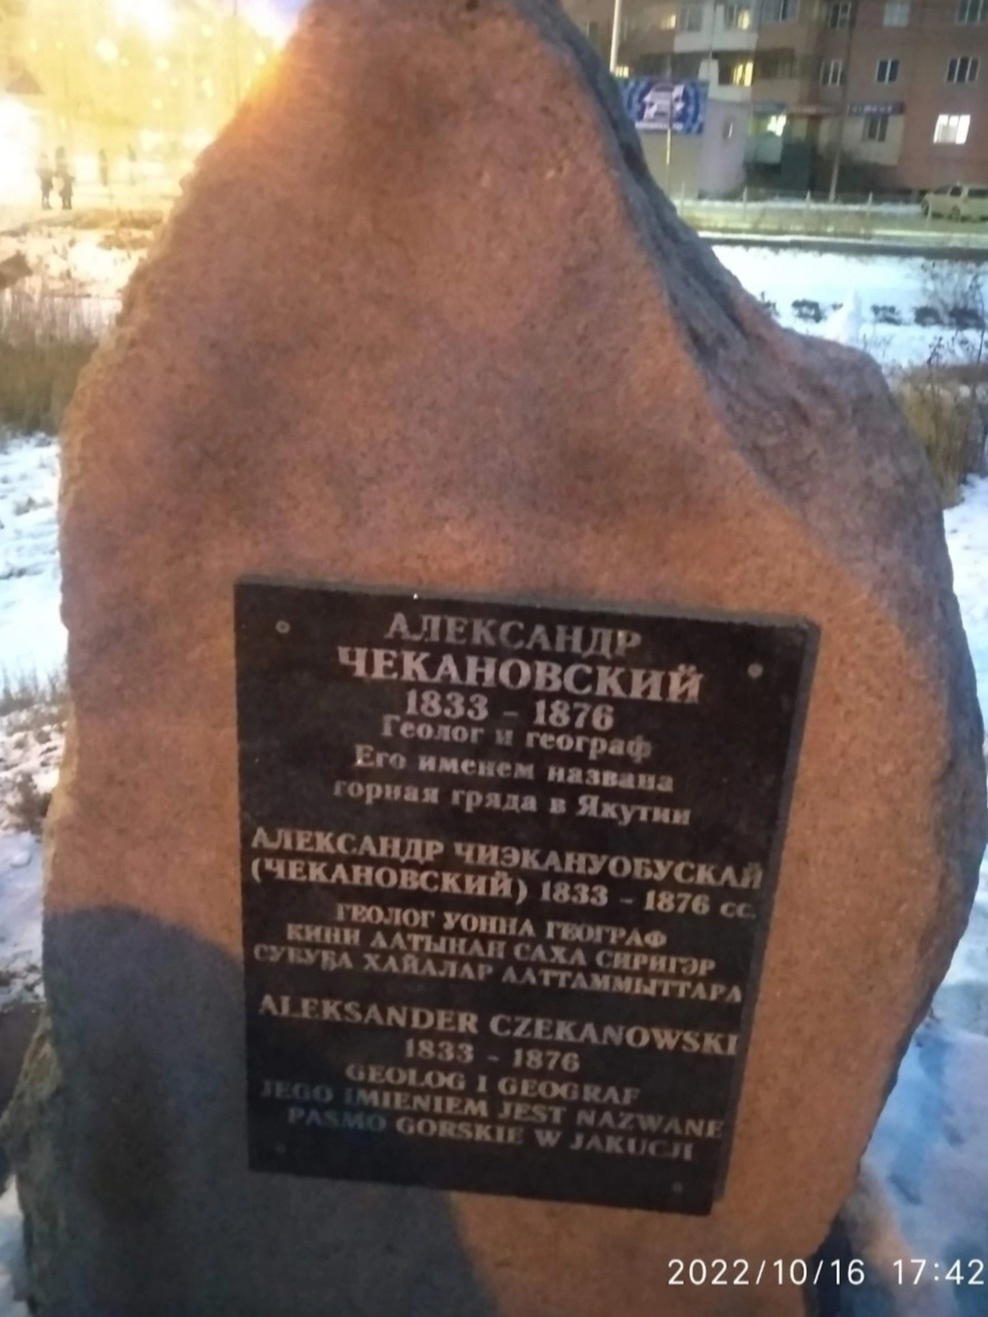 АЛЕКСАНДР
ЧЕКАНОВСКИЙ
1833 - 1876
Геолог и географ
Его именем названа
горная гряда в Якутии
АЛЕКСАНДР ЧИЭКАНУОБУСКАЙ
(ЧЕКАНОВСКИЙ) 1833 - 1876 сс.
ГЕОЛОГ УОННА ГЕОГРАФ
КИНИ ААТЫНАН САХА СИРИГЭР
СУБУҔА ХАЙАЛАР ААТТАММЫТТАРА
ALEKSANDER CZEKANOWSKI
1833 - 1876
GEOLOG I GEOGRAF
JEGO IMIENIEM JEST NAZWANE
PASMO GORSKIE W JAKUCJI
2022/10/16 17:42